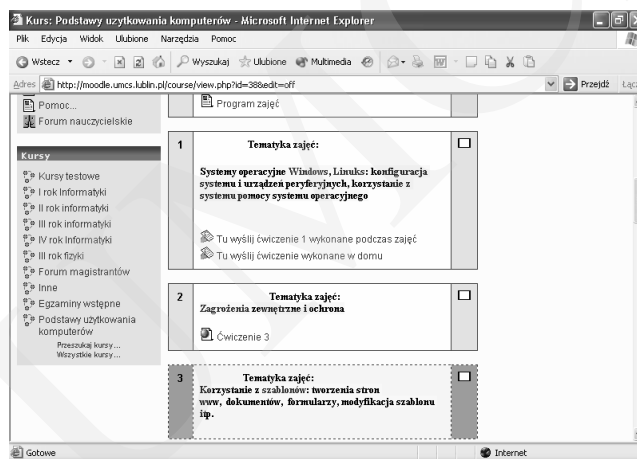 Kurs: Podstawy uzytkowania komputerów - Microsoft Internet Explorer
Plik Edycja Widok Ulubione Narzędzia Pomoc
Wstecz Wyszukaj Ulubione Multimedia
Adres http://moodle.umcs.lublin.pl/course/view.php?id=38&edit=off Przejdź Łącza
Pomoc...
Forum nauczycielskie
Kursy
Kursy testowe
I rok Informatyki
II rok informatyki
III rok informatyki
IV rok Informatyki
III rok fizyki
Forum magistrantów
Inne
Egzaminy wstępne
Podstawy użytkowania
komputerów
Przeszukaj kursy...
Wszystkie kursy...
Program zajęć
1 Tematyka zajęć:
Systemy operacyjne Windows, Linuks: konfiguracja
systemu i urządzeń peryferyjnych, korzystanie z
systemu pomocy systemu operacyjnego
Tu wyślij ćwiczenie 1 wykonane podczas zajęć
Tu wyślij ćwiczenie wykonane w domu
2 Tematyka zajęć:
Zagrożenia zewnętrzne i ochrona
Ćwiczenie 3
3 Tematyka zajęć:
Korzystanie z szablonów: tworzenia stron
www, dokumentów, formularzy, modyfikacja szablonu
itp.
Gotowe Internet